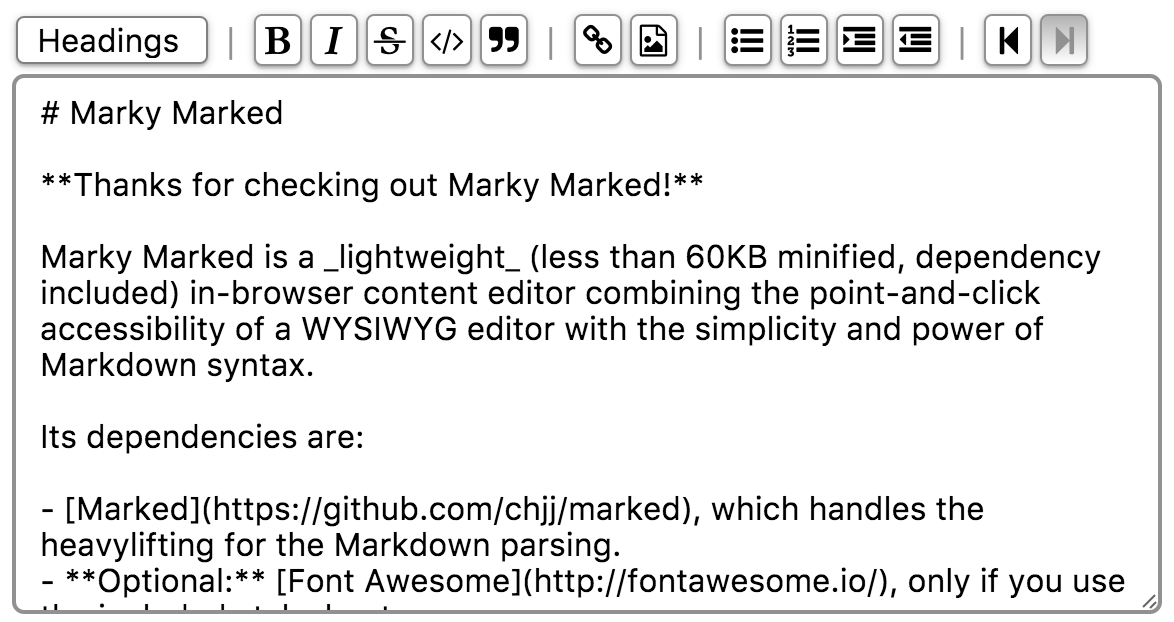 Headings | B I S </> " | |
# Marky Marked
**Thanks for checking out Marky Marked!**
Marky Marked is a _lightweight_ (less than 60KB minified, dependency
included) in-browser content editor combining the point-and-click
accessibility of a WYSIWYG editor with the simplicity and power of
Markdown syntax.
Its dependencies are:
- [Marked](https://github.com/chjj/marked), which handles the
heavylifting for the Markdown parsing.
- **Optional:** [Font Awesome](http://fontawesome.io/), only if you use